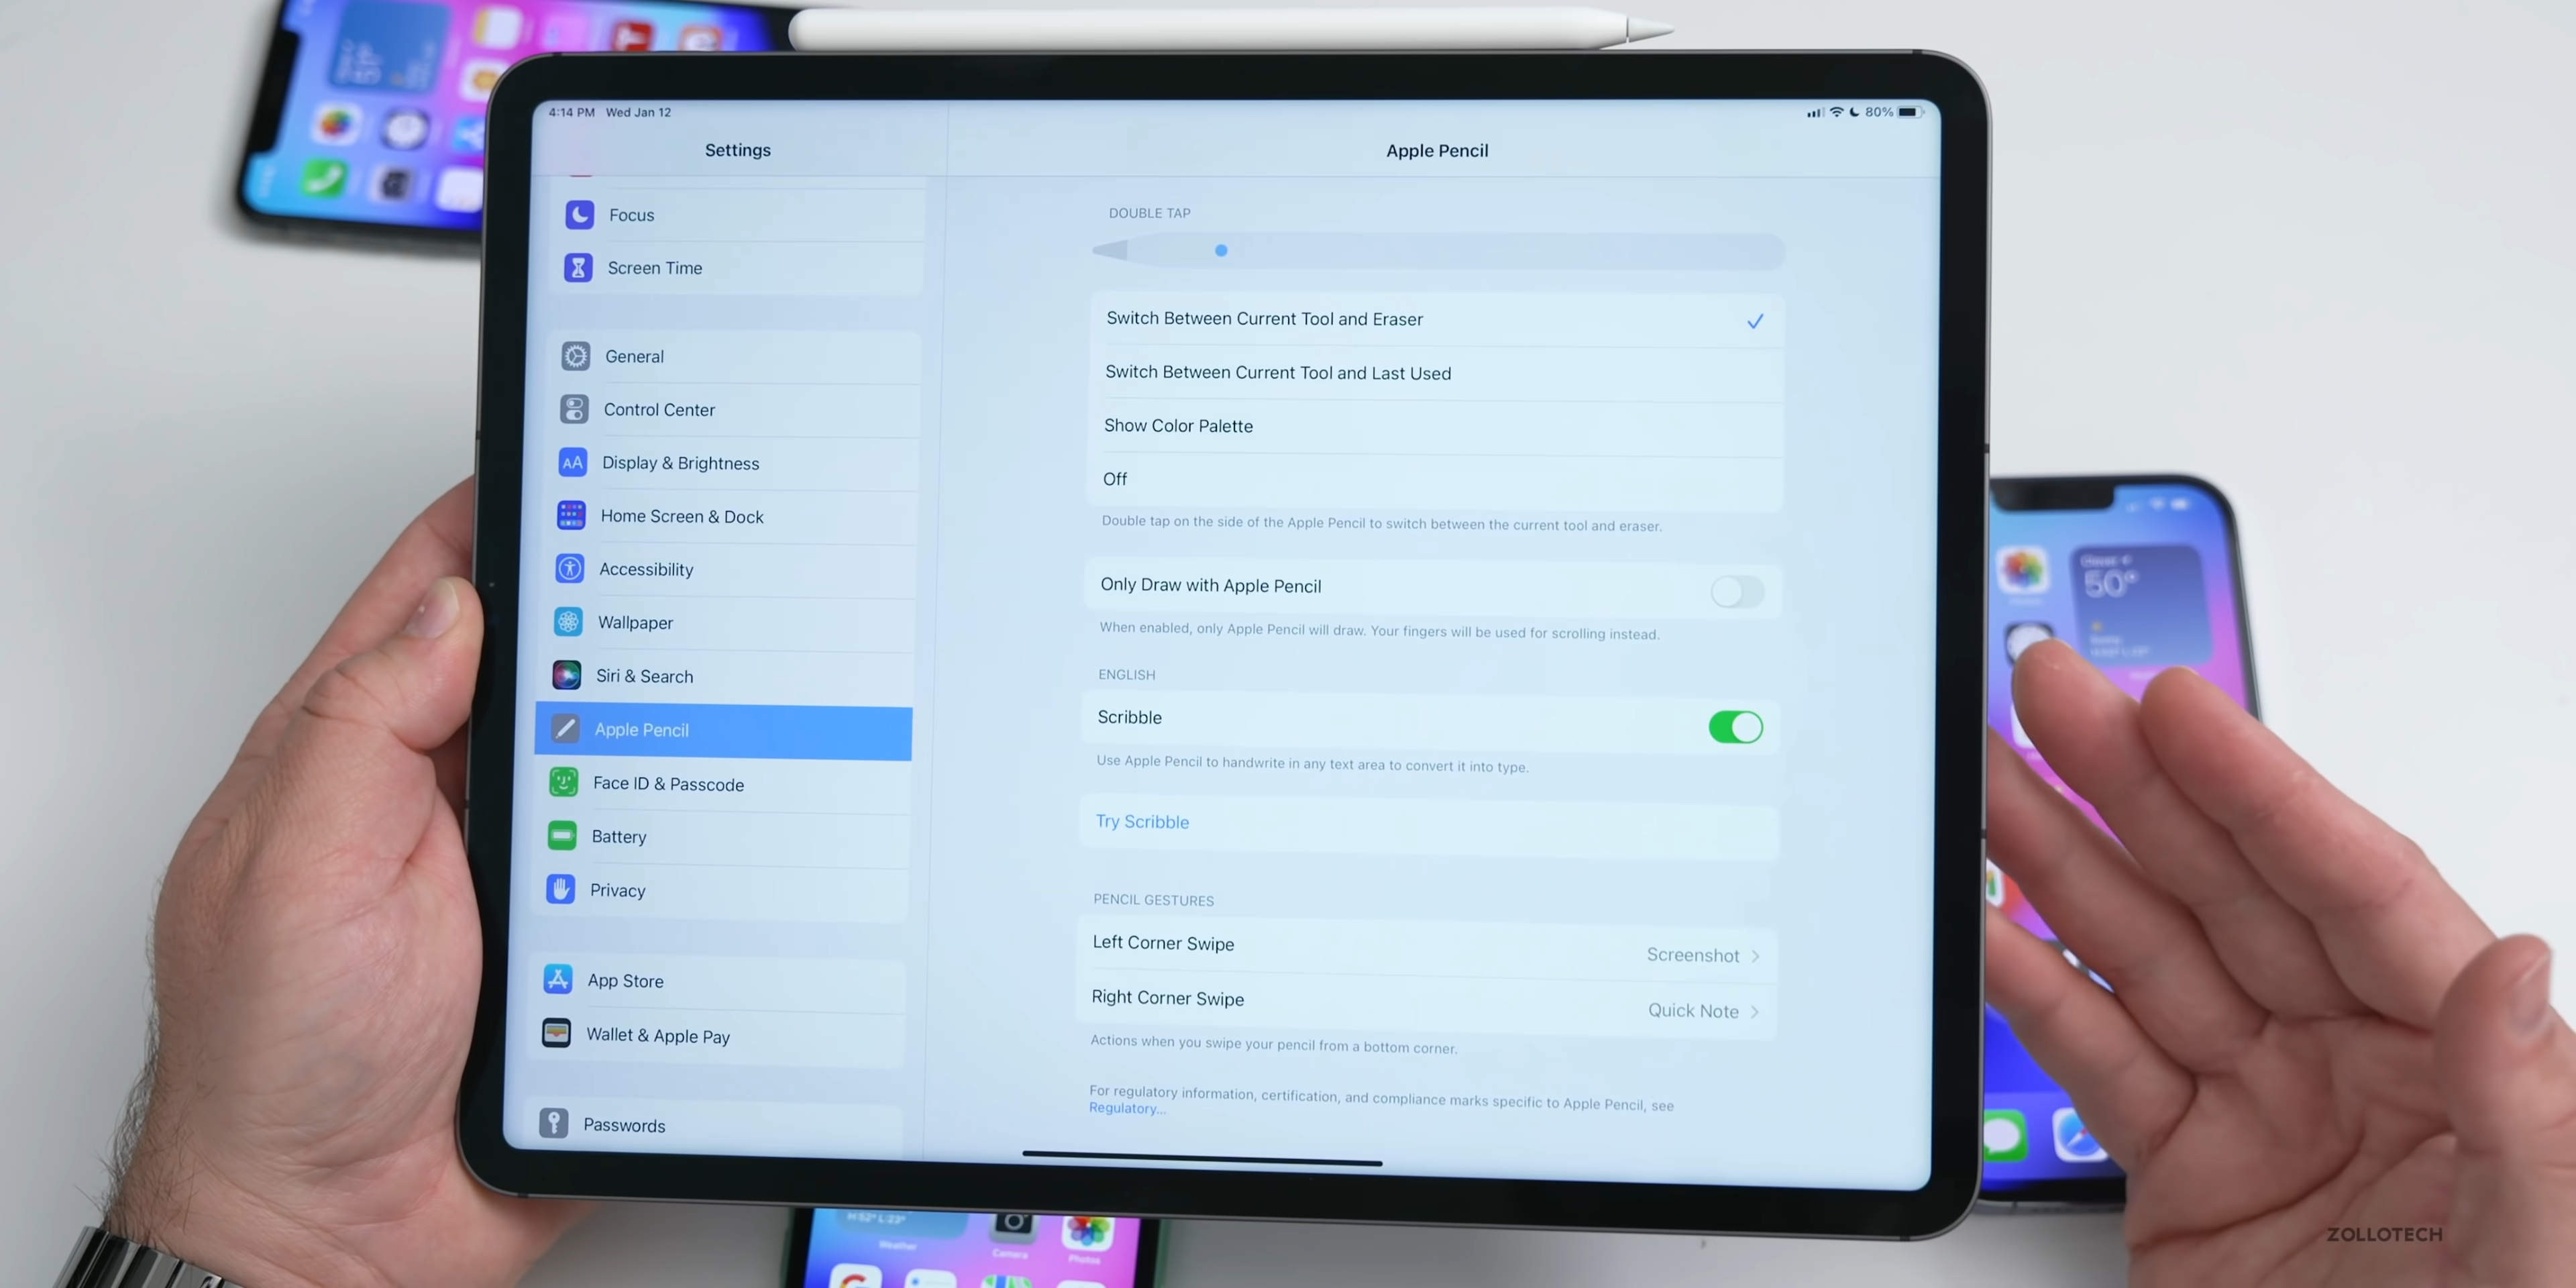 4:14 PM Wed Jan 12
80%
Settings
Focus
Screen Time
General
Control Center
AA
Display & Brightness
Home Screen & Dock
Accessibility
Wallpaper
Siri & Search
Apple Pencil
Face ID & Passcode
Battery
Privacy
App Store
Wallet & Apple Pay
Passwords
Apple Pencil
DOUBLE TAP
Switch Between Current Tool and Eraser
Switch Between Current Tool and Last Used
Show Color Palette
Off
Double tap on the side of the Apple Pencil to switch between the current tool and eraser.
Only Draw with Apple Pencil
When enabled, only Apple Pencil will draw. Your fingers will be used for scrolling instead.
ENGLISH
Scribble
Use Apple Pencil to handwrite in any text area to convert it into type.
Try Scribble
PENCIL GESTURES
Left Corner Swipe Screenshot
Right Corner Swipe Quick Note
Actions when you swipe your pencil from a bottom corner.
For regulatory information, certification, and compliance marks specific to Apple Pencil, see
Regulatory...
50°
H:52° L:23°
Weather
Camera
Photos
ZOLLOTECH